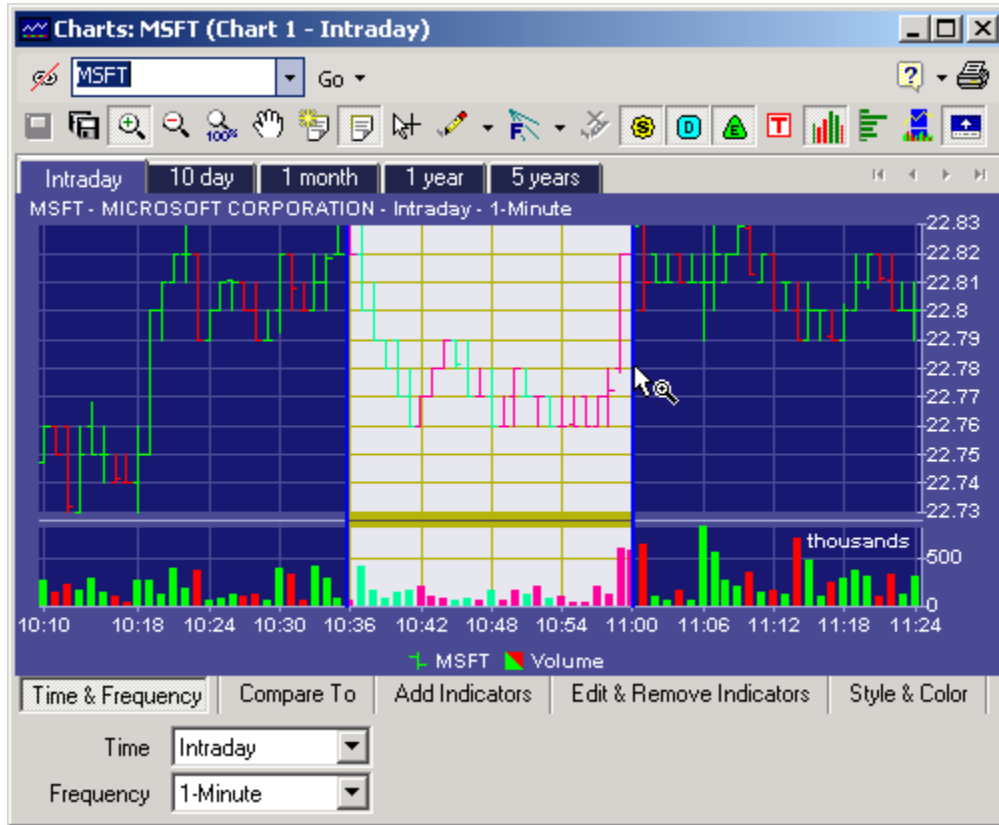 Charts: MSFT (Chart 1 - Intraday)
MSFT Go ?
100% S D E T
Intraday 10 day 1 month 1 year 5 years
MSFT - MICROSOFT CORPORATION - Intraday - 1-Minute
22.83
22.82
22.81
22.8
22.79
22.78
22.77
22.76
22.75
22.74
22.73
thousands
500
0
10:10 10:18 10:24 10:30 10:36 10:42 10:48 10:54 11:00 11:06 11:12 11:18 11:24
MSFT Volume
Time & Frequency Compare To Add Indicators Edit & Remove Indicators Style & Color
Time Intraday
Frequency 1-Minute